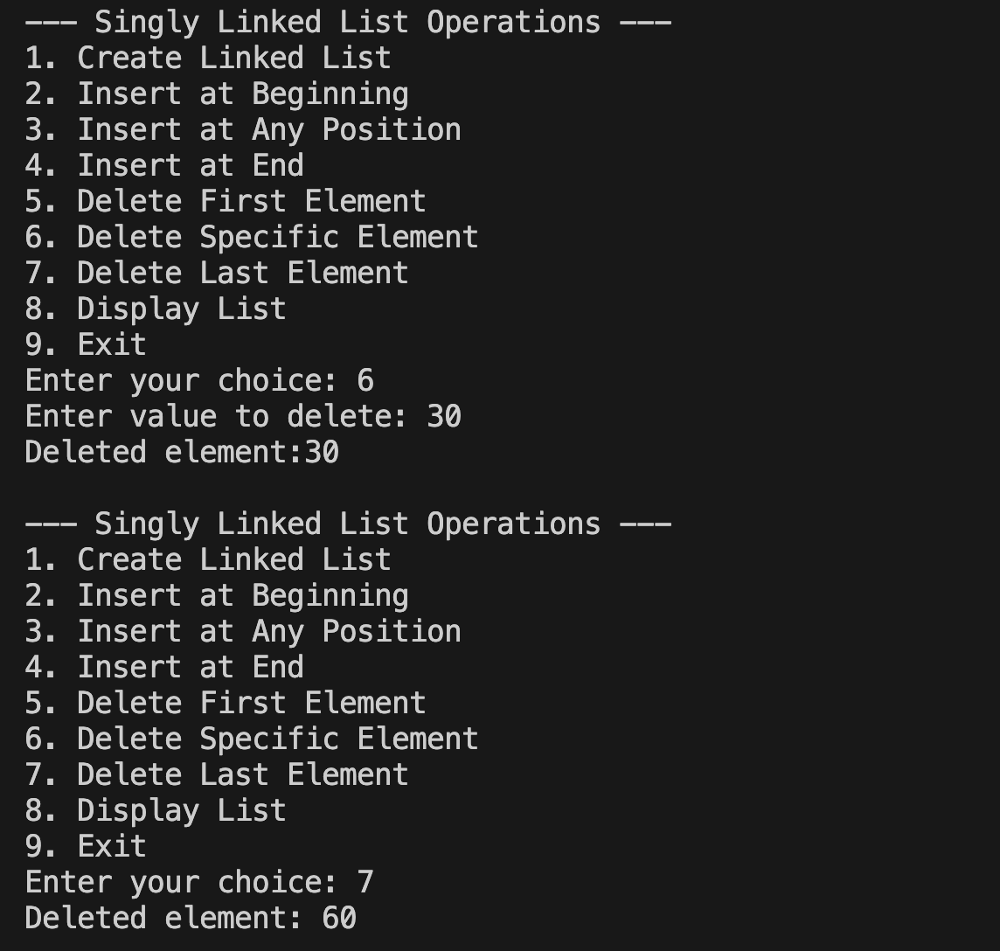 --- Singly Linked List Operations ---
1. Create Linked List
2. Insert at Beginning
3. Insert at Any Position
4. Insert at End
5. Delete First Element
6. Delete Specific Element
7. Delete Last Element
8. Display List
9. Exit
Enter your choice: 6
Enter value to delete: 30
Deleted element:30

--- Singly Linked List Operations ---
1. Create Linked List
2. Insert at Beginning
3. Insert at Any Position
4. Insert at End
5. Delete First Element
6. Delete Specific Element
7. Delete Last Element
8. Display List
9. Exit
Enter your choice: 7
Deleted element: 60